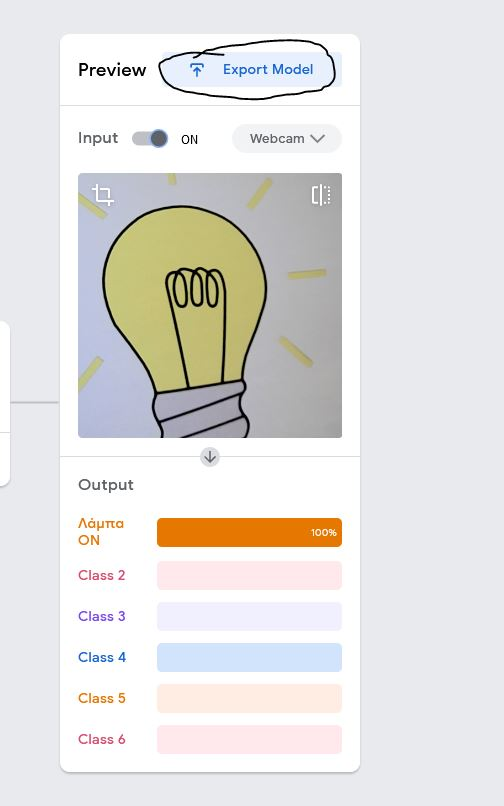 Preview
Export Model
Input
ON
Webcam
Output
Λάμπα
ON
100%
Class 2
Class 3
Class 4
Class 5
Class 6